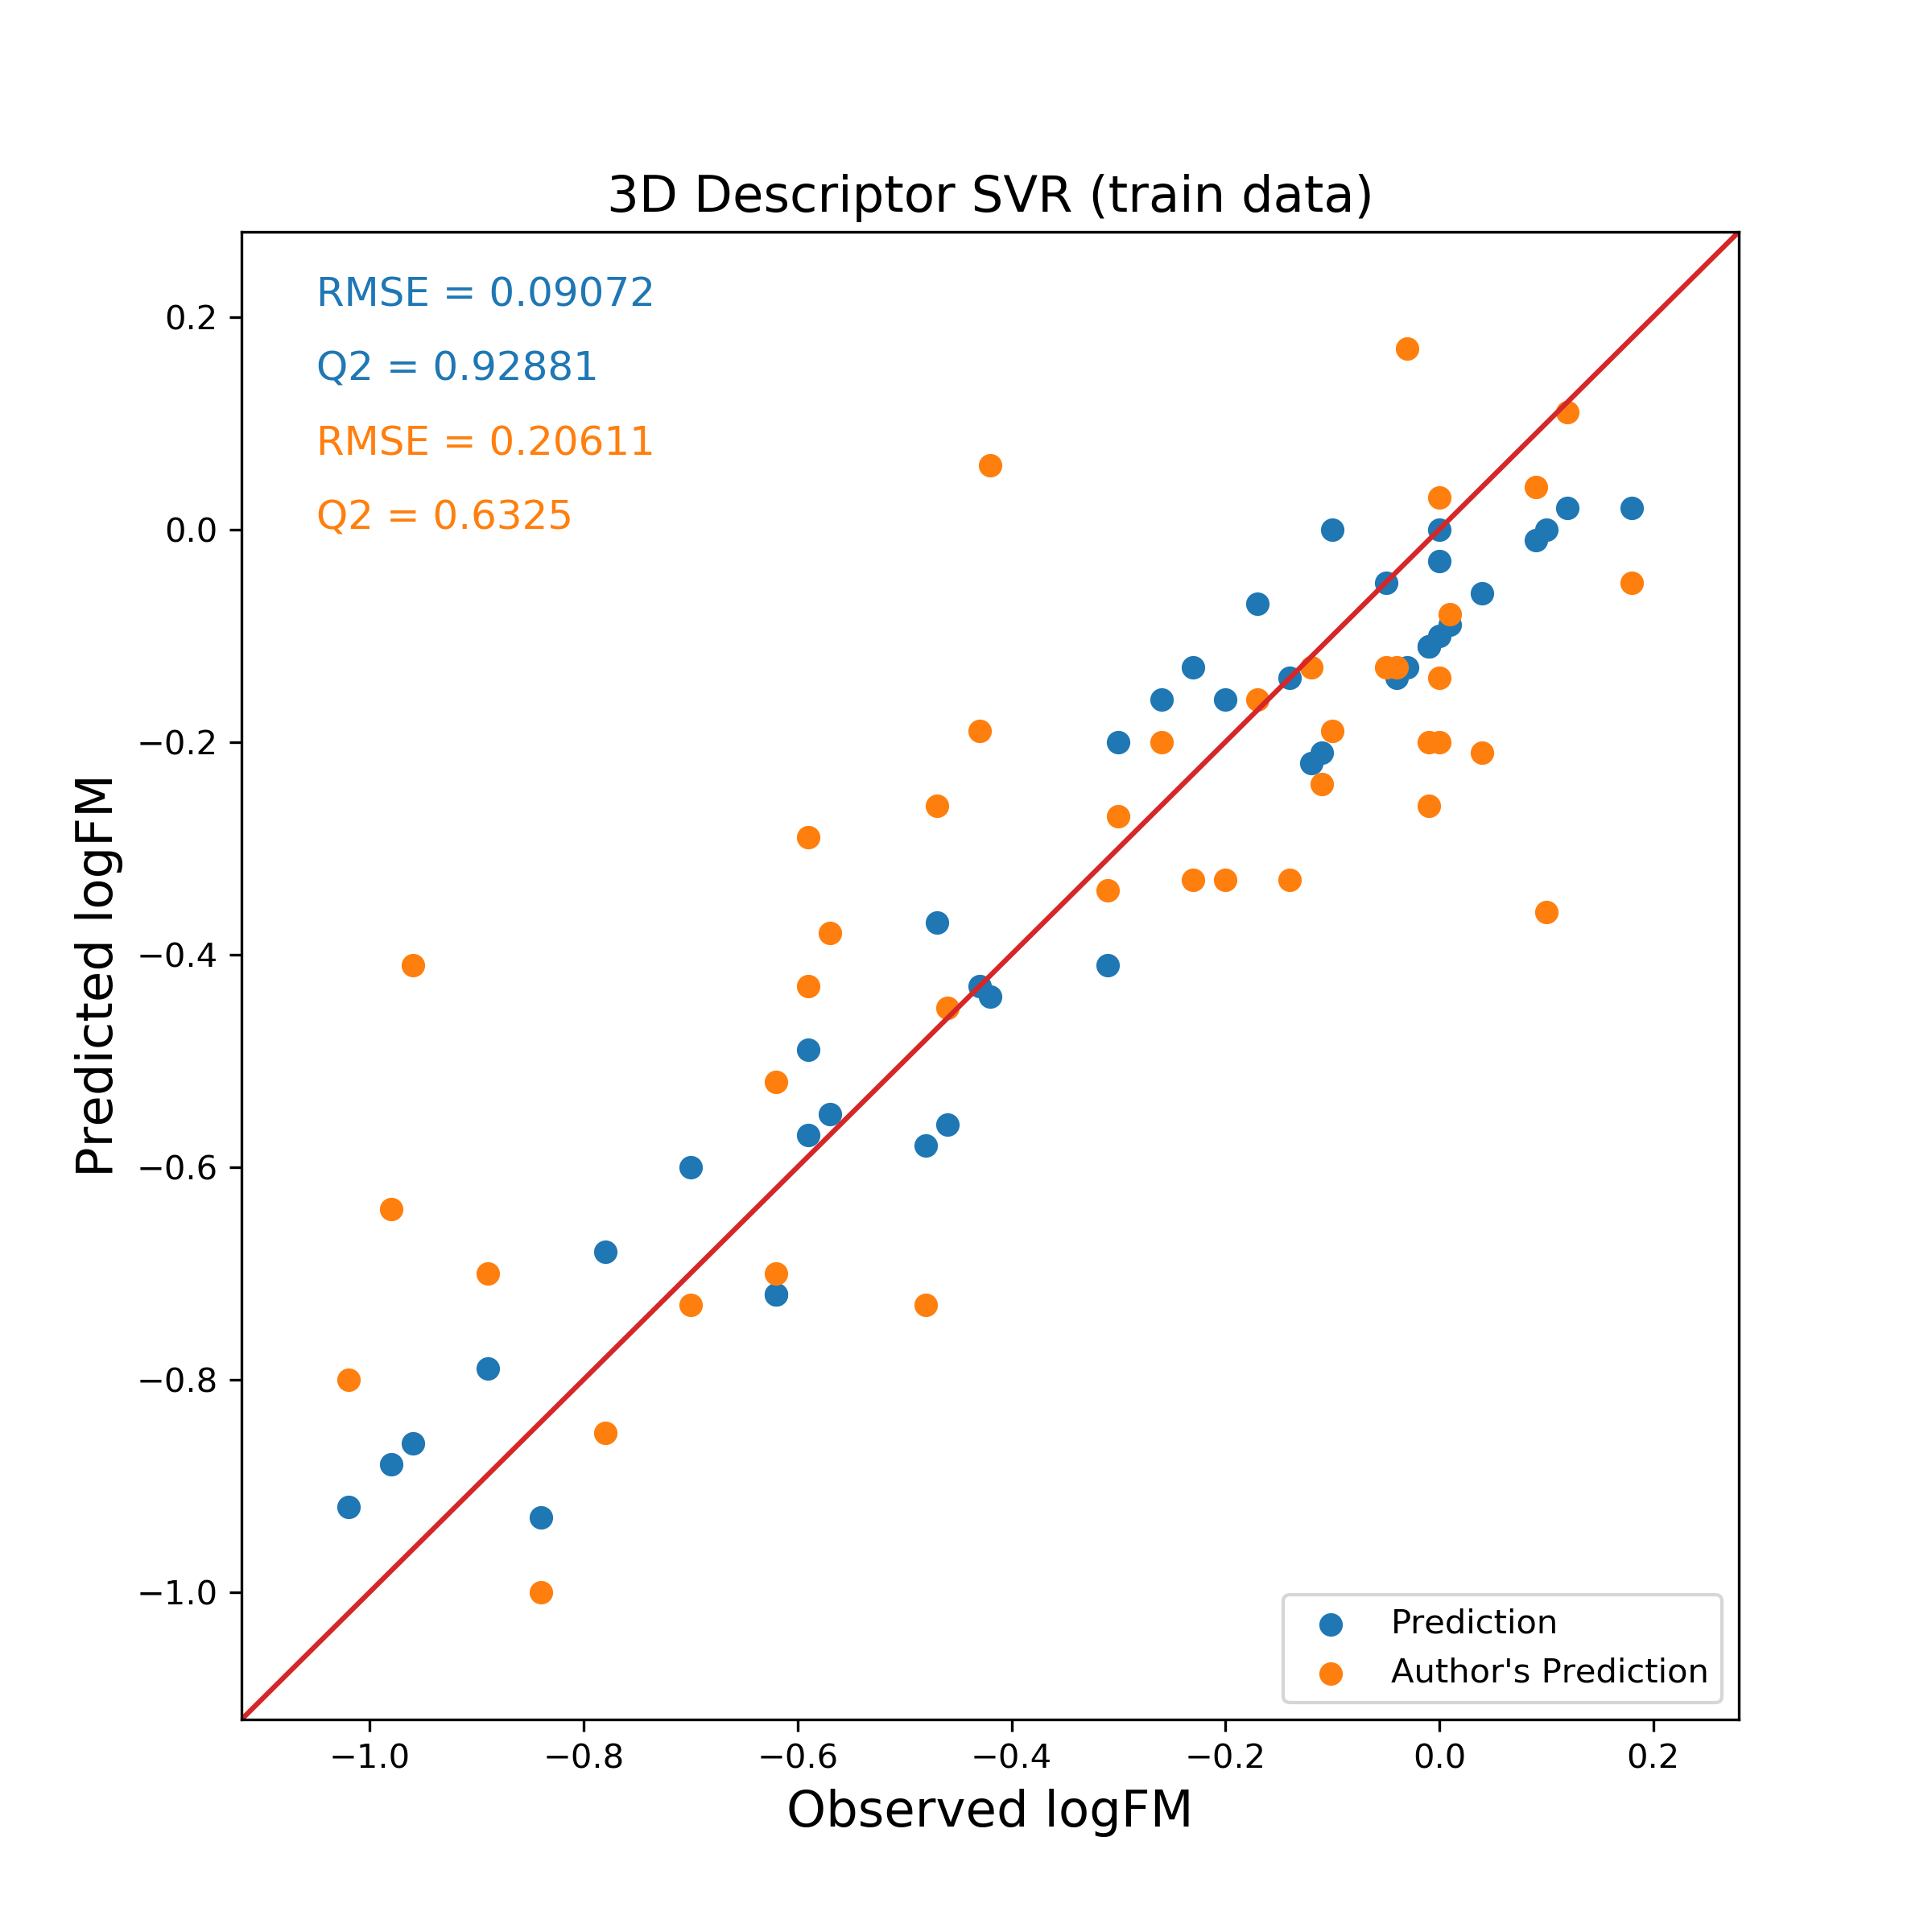 3D Descriptor SVR (train data)
RMSE = 0.09072
Q2 = 0.92881
RMSE = 0.20611
Q2 = 0.6325
Predicted logFM
0.2
0.0
−0.2
−0.4
−0.6
−0.8
−1.0
Prediction
Author's Prediction
−1.0 −0.8 −0.6 −0.4 −0.2 0.0 0.2
Observed logFM